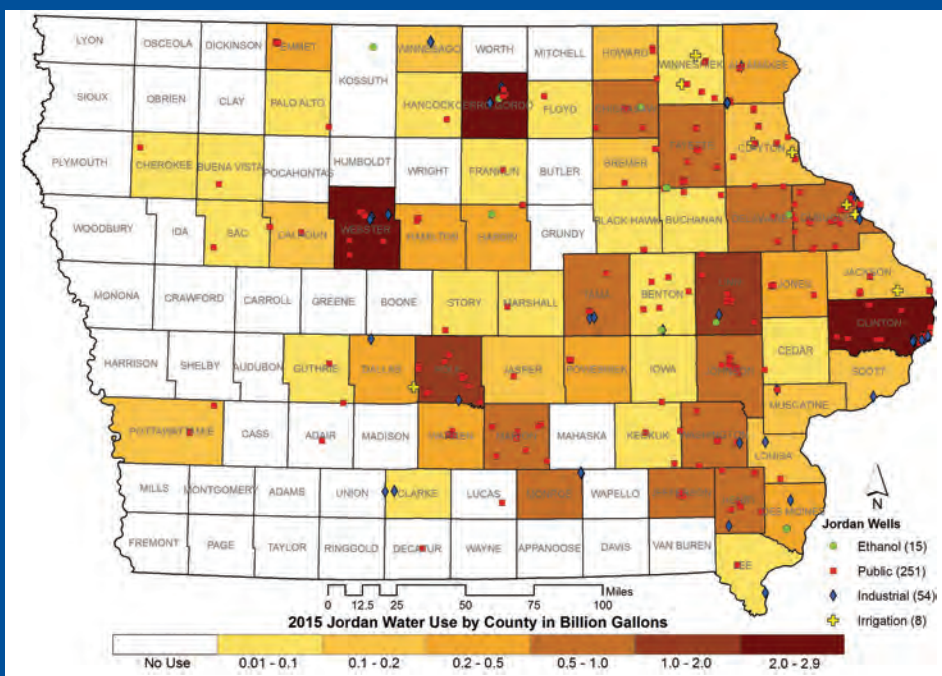 LYON OSCEOLA DICKINSON EMMET KOSSUTH WINNEBAGO WORTH MITCHELL HOWARD WINNESHIEK ALLAMAKEE
SIOUX OBRIEN CLAY PALO ALTO HANCOCK CERRO GORDO FLOYD CHICKASAW FAYETTE CLAYTON
PLYMOUTH CHEROKEE BUENA VISTA POCAHONTAS HUMBOLDT WRIGHT FRANKLIN BUTLER BREMER
WOODBURY IDA SAC CALHOUN WEBSTER HAMILTON HARDIN GRUNDY BLACK HAWK BUCHANAN DELAWARE DUBUQUE
MONONA CRAWFORD CARROLL GREENE BOONE STORY MARSHALL TAMA BENTON LINN JONES JACKSON
CLINTON
HARRISON SHELBY AUDUBON GUTHRIE DALLAS POLK JASPER POWESHIEK IOWA JOHNSON CEDAR
SCOTT
MUSCATINE
POTTAWATTAMIE CASS ADAIR MADISON WARREN MARION MAHASKA KEOKUK WASHINGTON
LOUISA
MILLS MONTGOMERY ADAMS UNION CLARKE LUCAS MONROE WAPELLO JEFFERSON HENRY DES MOINES
FREMONT PAGE TAYLOR RINGGOLD DECATUR WAYNE APPANOOSE DAVIS VAN BUREN LEE
N
Jordan Wells
Ethanol (15)
Public (251)
Industrial (54)
Irrigation (8)
Miles
0 12.5 25 50 75 100
2015 Jordan Water Use by County in Billion Gallons
No Use 0.01 - 0.1 0.1 - 0.2 0.2 - 0.5 0.5 - 1.0 1.0 - 2.0 2.0 - 2.9